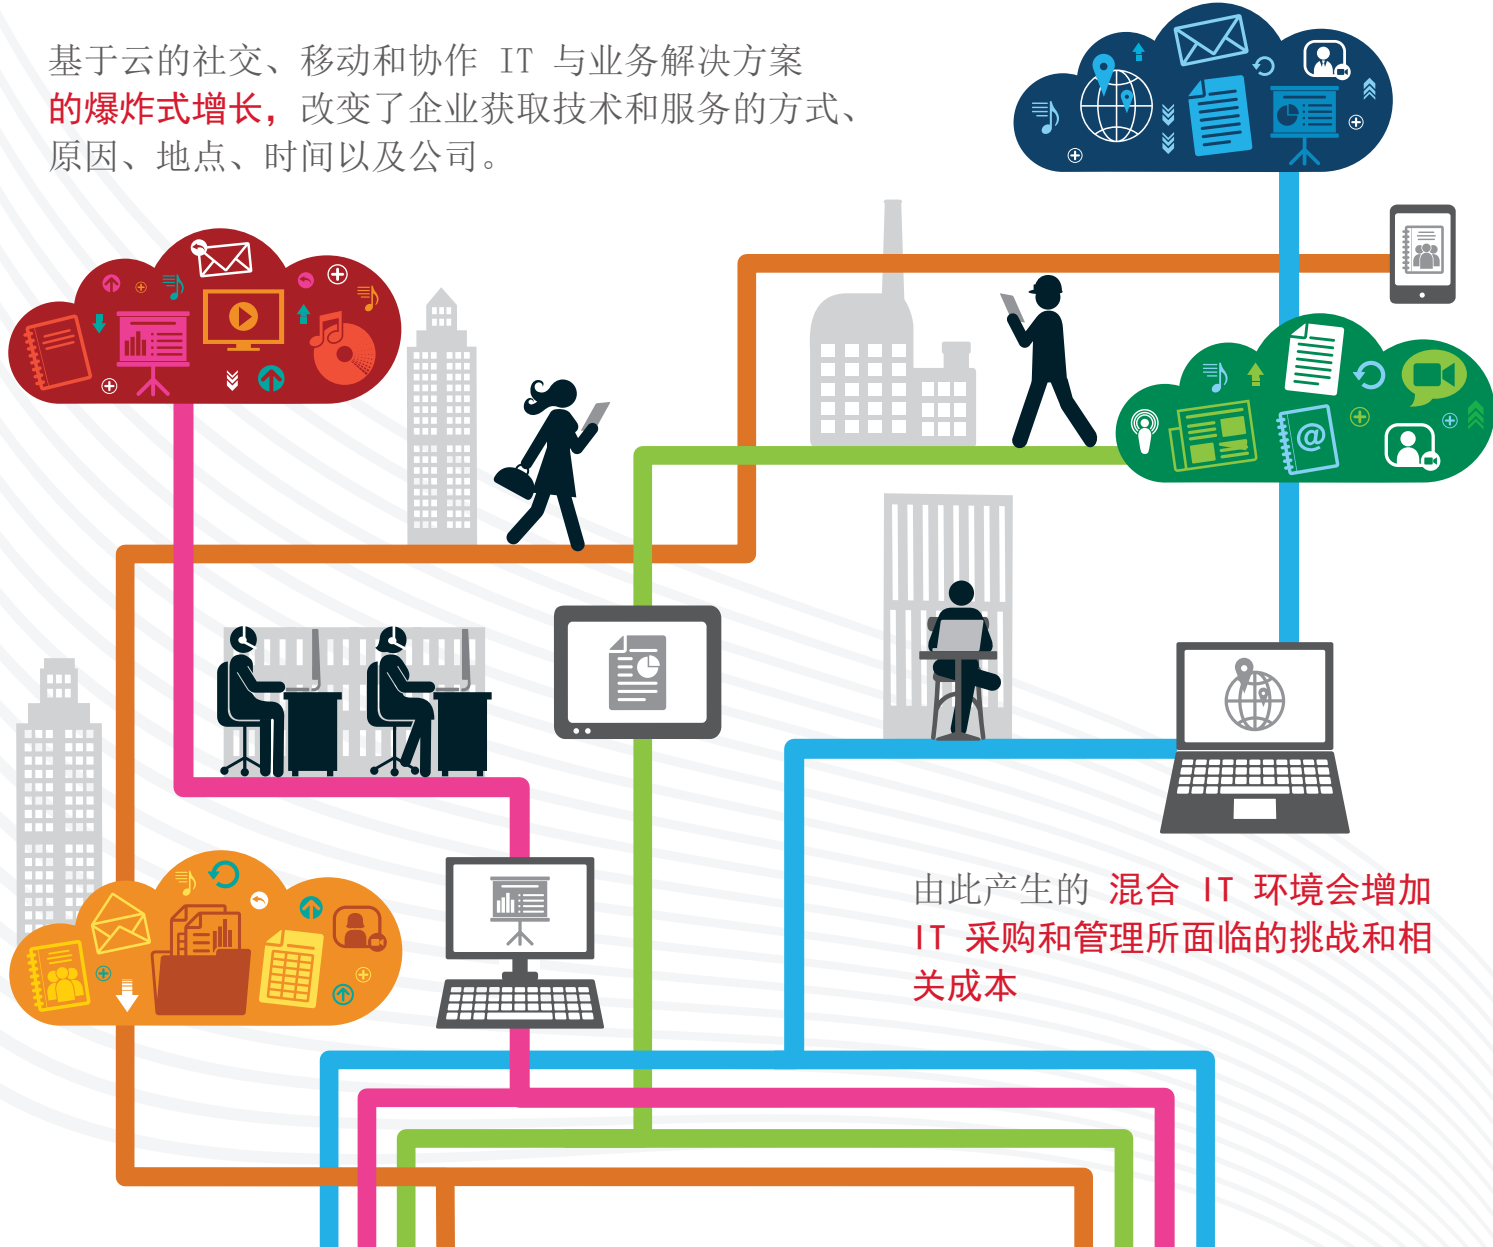 基于云的社交、移动和协作 IT 与业务解决方案
的爆炸式增长，改变了企业获取技术和服务的方式、
原因、地点、时间以及公司。
@
由此产生的 混合 IT 环境会增加
IT 采购和管理所面临的挑战和相
关成本